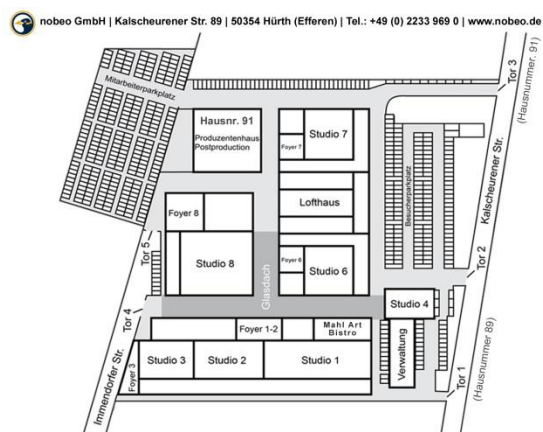 nobeo GmbH | Kalscheurener Str. 89 | 50354 Hürth (Efferen) | Tel.: +49 (0) 2233 969 0 | www.nobeo.de
Mitarbeiterparkplatz
Tor 3
(Hausnummer. 91)
Hausnr. 91
Produzentenhaus
Postproduction
Studio 7
Foyer 7
Besucherparkplatz
Kalscheurener Str.
Lofthaus
Foyer 8
Tor 5
Studio 8
Glasdach
Foyer 6
Studio 6
Tor 2
Studio 4
Tor 4
Foyer 1-2
Mahl Art
Bistro
Verwaltung
Immendorfer Str.
Foyer 3
Studio 3
Studio 2
Studio 1
Tor 1
(Hausnummer 89)